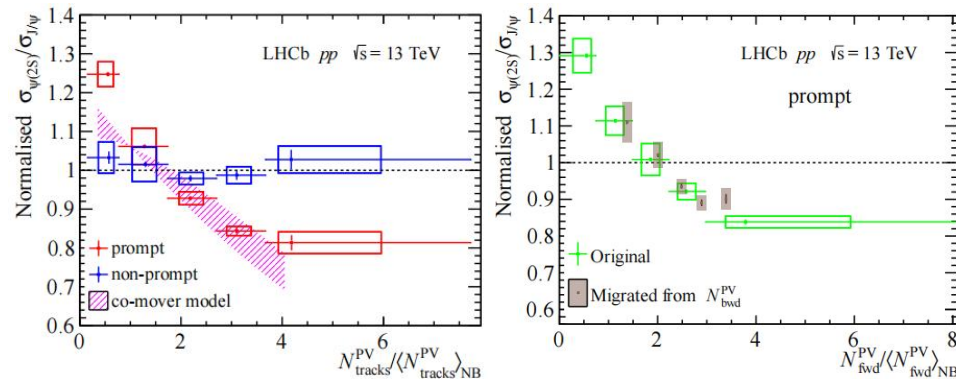 Normalised σψ(2S)/σJ/ψ
1.4
1.3
1.2
1.1
1
0.9
0.8
0.7
0.6
LHCb pp √s = 13 TeV
prompt
non-prompt
co-mover model
0 2 4 6
N^PV_tracks/⟨N^PV_tracks⟩NB
Normalised σψ(2S)/σJ/ψ
1.4
1.3
1.2
1.1
1
0.9
0.8
0.7
0.6
LHCb pp √s = 13 TeV
prompt
Original
Migrated from N^PV_bwd
0 2 4 6 8
N^PV_fwd/⟨N^PV_fwd⟩NB